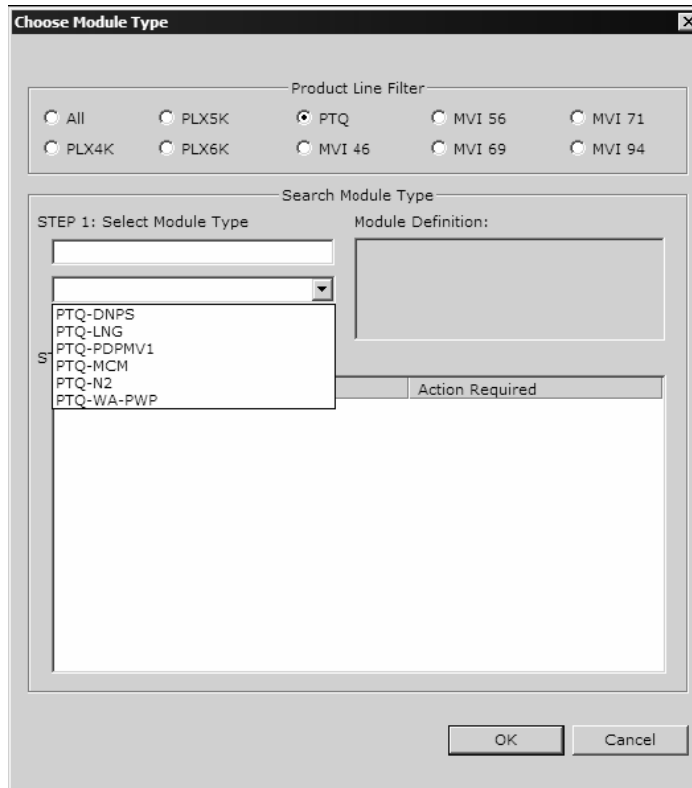 Choose Module Type
Product Line Filter
All PLX5K PTQ MVI 56 MVI 71
PLX4K PLX6K MVI 46 MVI 69 MVI 94
Search Module Type
STEP 1: Select Module Type Module Definition:
PTQ-DNPS
PTQ-LNG
PTQ-PDPMV1
PTQ-MCM
PTQ-N2
PTQ-WA-PWP
Action Required
OK Cancel